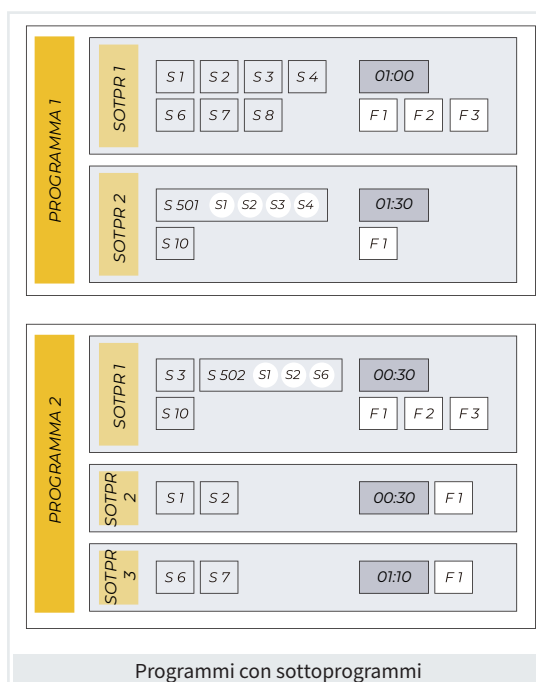 PROGRAMMA 1
SOTPR 1
S 1 S 2 S 3 S 4 01:00
S 6 S 7 S 8 F 1 F 2 F 3
SOTPR 2
S 501 S1 S2 S3 S4 01:30
S 10 F 1
PROGRAMMA 2
SOTPR 1
S 3 S 502 S1 S2 S6 00:30
S 10 F 1 F 2 F 3
SOTPR
2
S 1 S 2 00:30 F 1
SOTPR
3
S 6 S 7 01:10 F 1
Programmi con sottoprogrammi